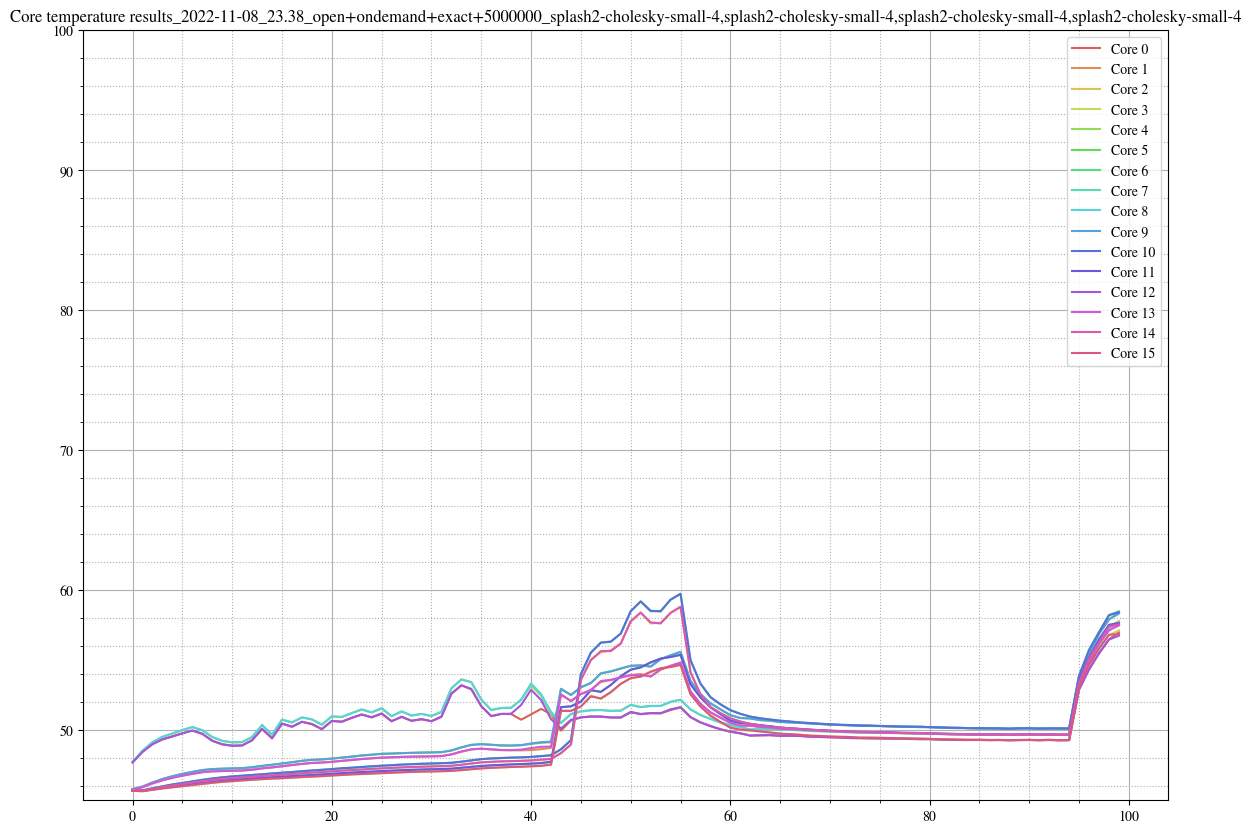 Core temperature results_2022-11-08_23.38_open+ondemand+exact+5000000_splash2-cholesky-small-4,splash2-cholesky-small-4,splash2-cholesky-small-4,splash2-cholesky-small-4
100
90
80
70
60
50
0
20
40
60
80
100
Core 0
Core 1
Core 2
Core 3
Core 4
Core 5
Core 6
Core 7
Core 8
Core 9
Core 10
Core 11
Core 12
Core 13
Core 14
Core 15